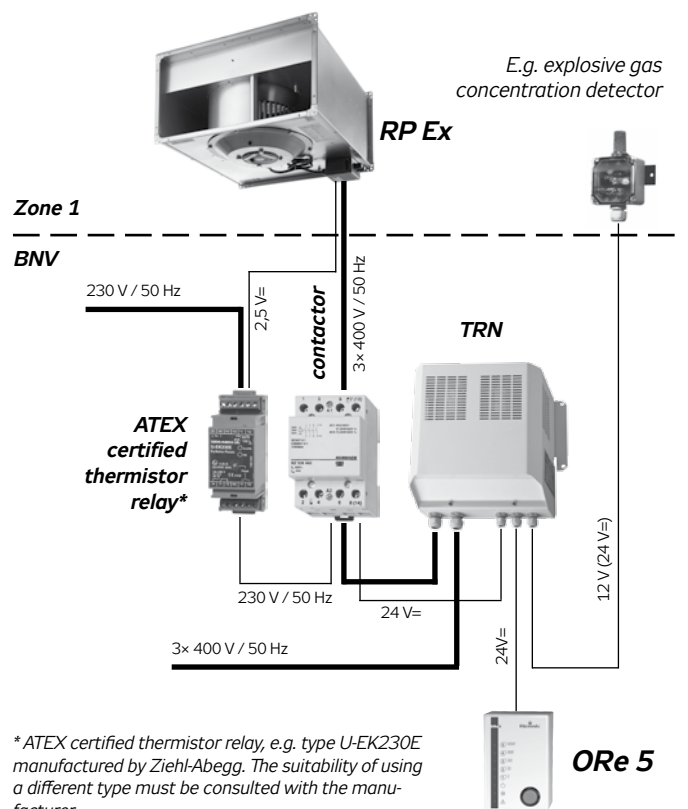 E.g. explosive gas
concentration detector
RP Ex
Zone 1
BNV
230 V / 50 Hz
2,5 V=
contactor
3× 400 V / 50 Hz
TRN
ATEX
certified
thermistor
relay*
U-EK230E
230 V / 50 Hz
24 V=
12 V (24 V=)
3× 400 V / 50 Hz
24V=
ORe 5
* ATEX certified thermistor relay, e.g. type U-EK230E
manufactured by Ziehl-Abegg. The suitability of using
a different type must be consulted with the manu-